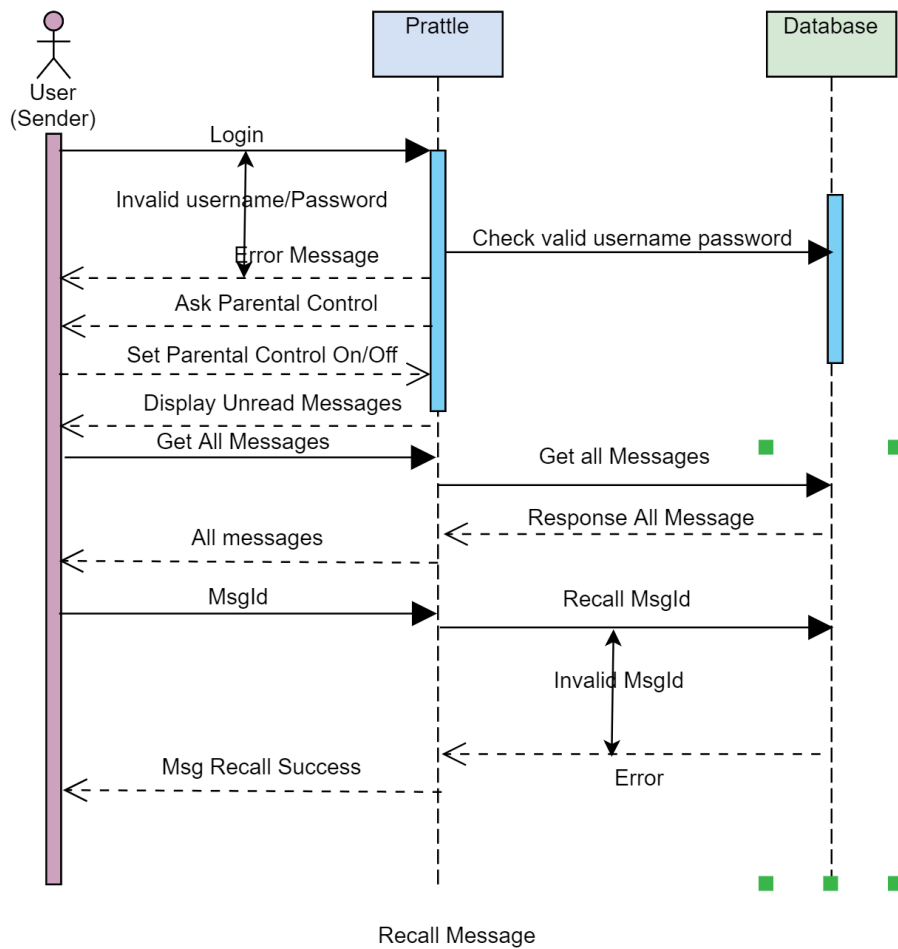 Prattle
Database
User
(Sender)
Login
Invalid username/Password
Check valid username password
Error Message
Ask Parental Control
Set Parental Control On/Off
Display Unread Messages
Get All Messages
Get all Messages
Response All Message
All messages
MsgId
Recall MsgId
Invalid MsgId
Msg Recall Success
Error
Recall Message